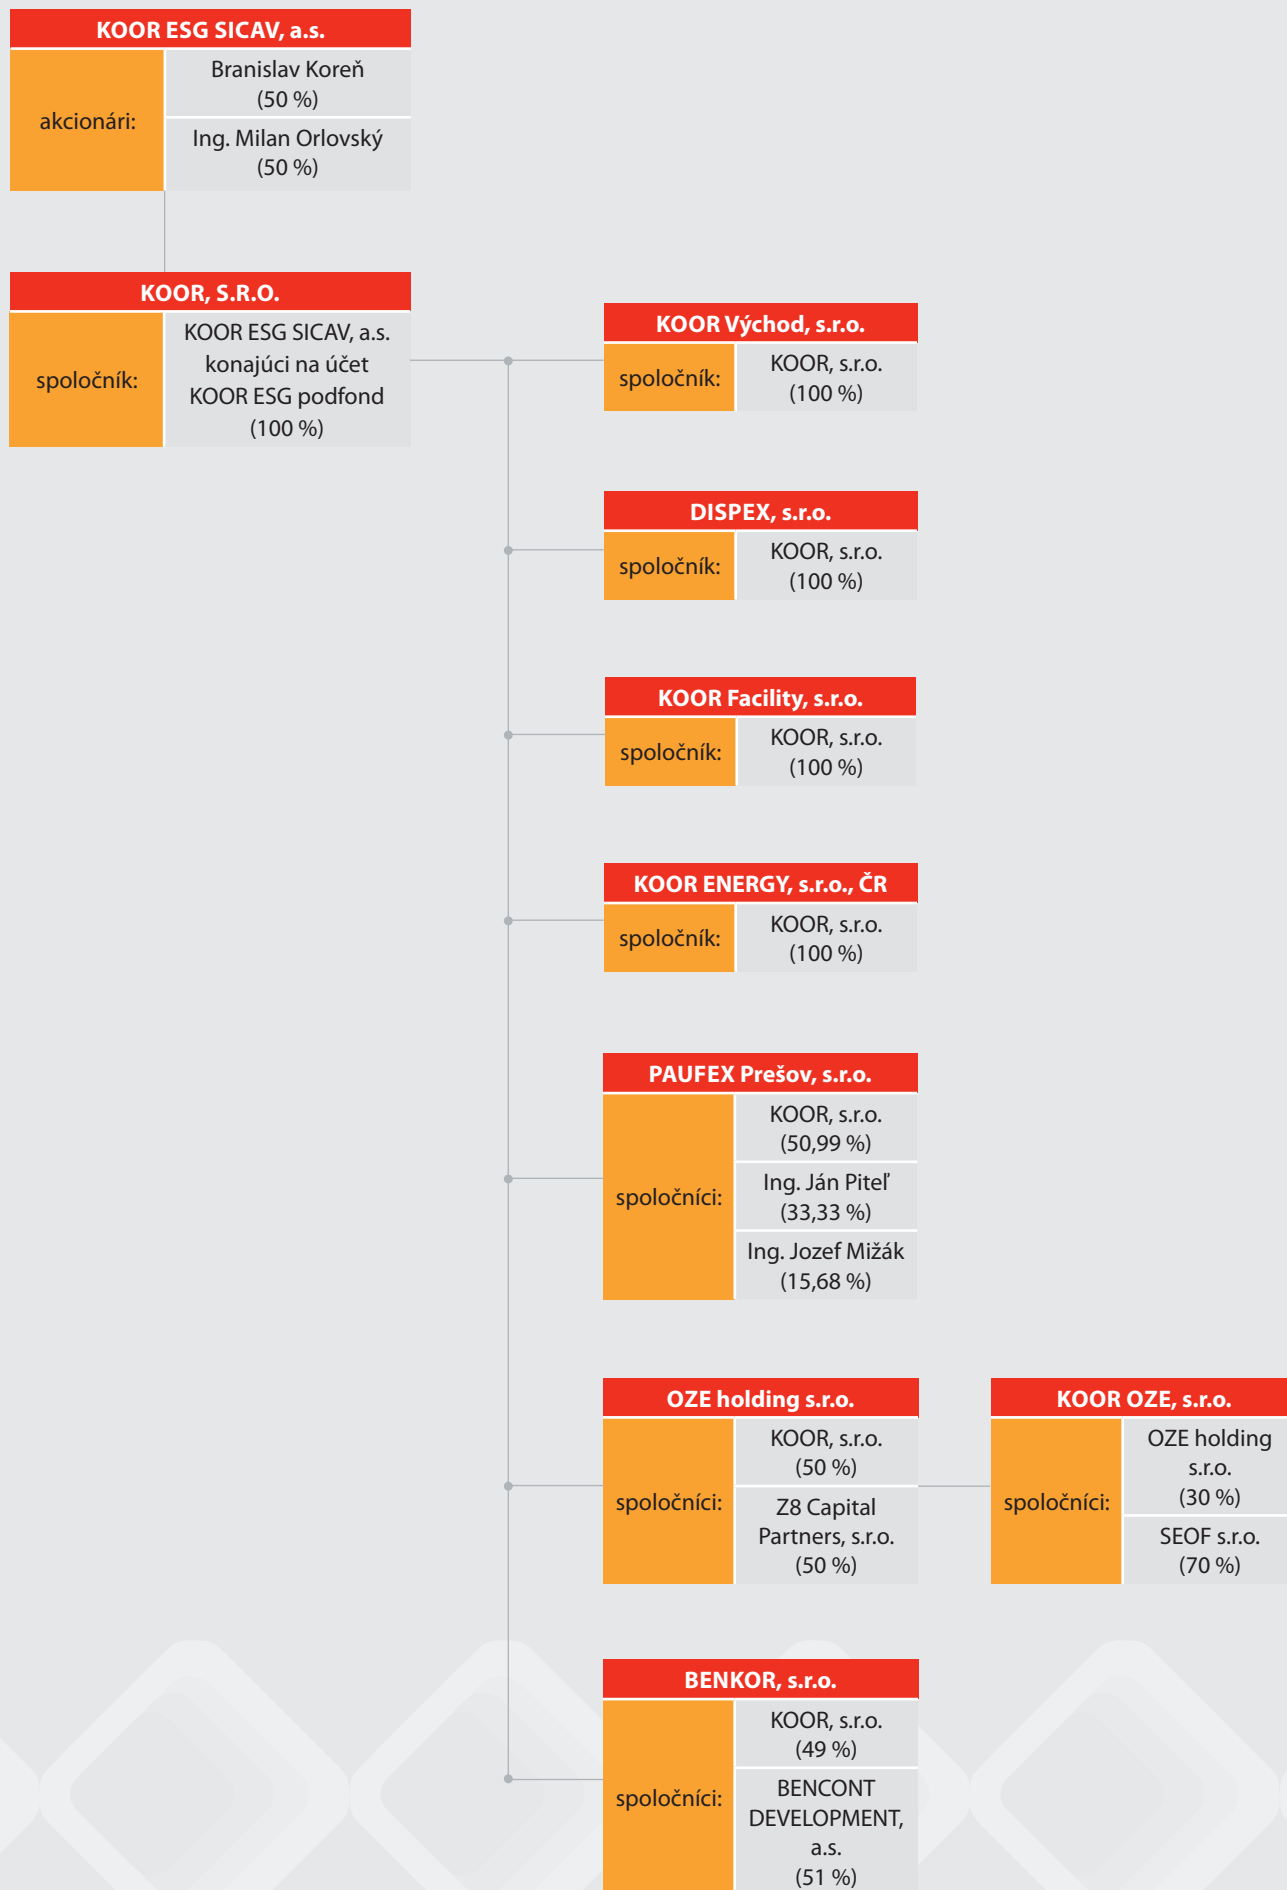 KOOR ESG SICAV, a.s.
akcionári:
Branislav Koreň
(50 %)
Ing. Milan Orlovský
(50 %)
KOOR, S.R.O.
spoločník:
KOOR ESG SICAV, a.s.
konajúci na účet
KOOR ESG podfond
(100 %)
KOOR Východ, s.r.o.
spoločník:
KOOR, s.r.o.
(100 %)
DISPEX, s.r.o.
spoločník:
KOOR, s.r.o.
(100 %)
KOOR Facility, s.r.o.
spoločník:
KOOR, s.r.o.
(100 %)
KOOR ENERGY, s.r.o., ČR
spoločník:
KOOR, s.r.o.
(100 %)
PAUFEX Prešov, s.r.o.
spoločníci:
KOOR, s.r.o.
(50,99 %)
Ing. Ján Piteľ
(33,33 %)
Ing. Jozef Mižák
(15,68 %)
OZE holding s.r.o.
spoločníci:
KOOR, s.r.o.
(50 %)
Z8 Capital
Partners, s.r.o.
(50 %)
KOOR OZE, s.r.o.
spoločníci:
OZE holding
s.r.o.
(30 %)
SEOF s.r.o.
(70 %)
BENKOR, s.r.o.
spoločníci:
KOOR, s.r.o.
(49 %)
BENCONT
DEVELOPMENT,
a.s.
(51 %)